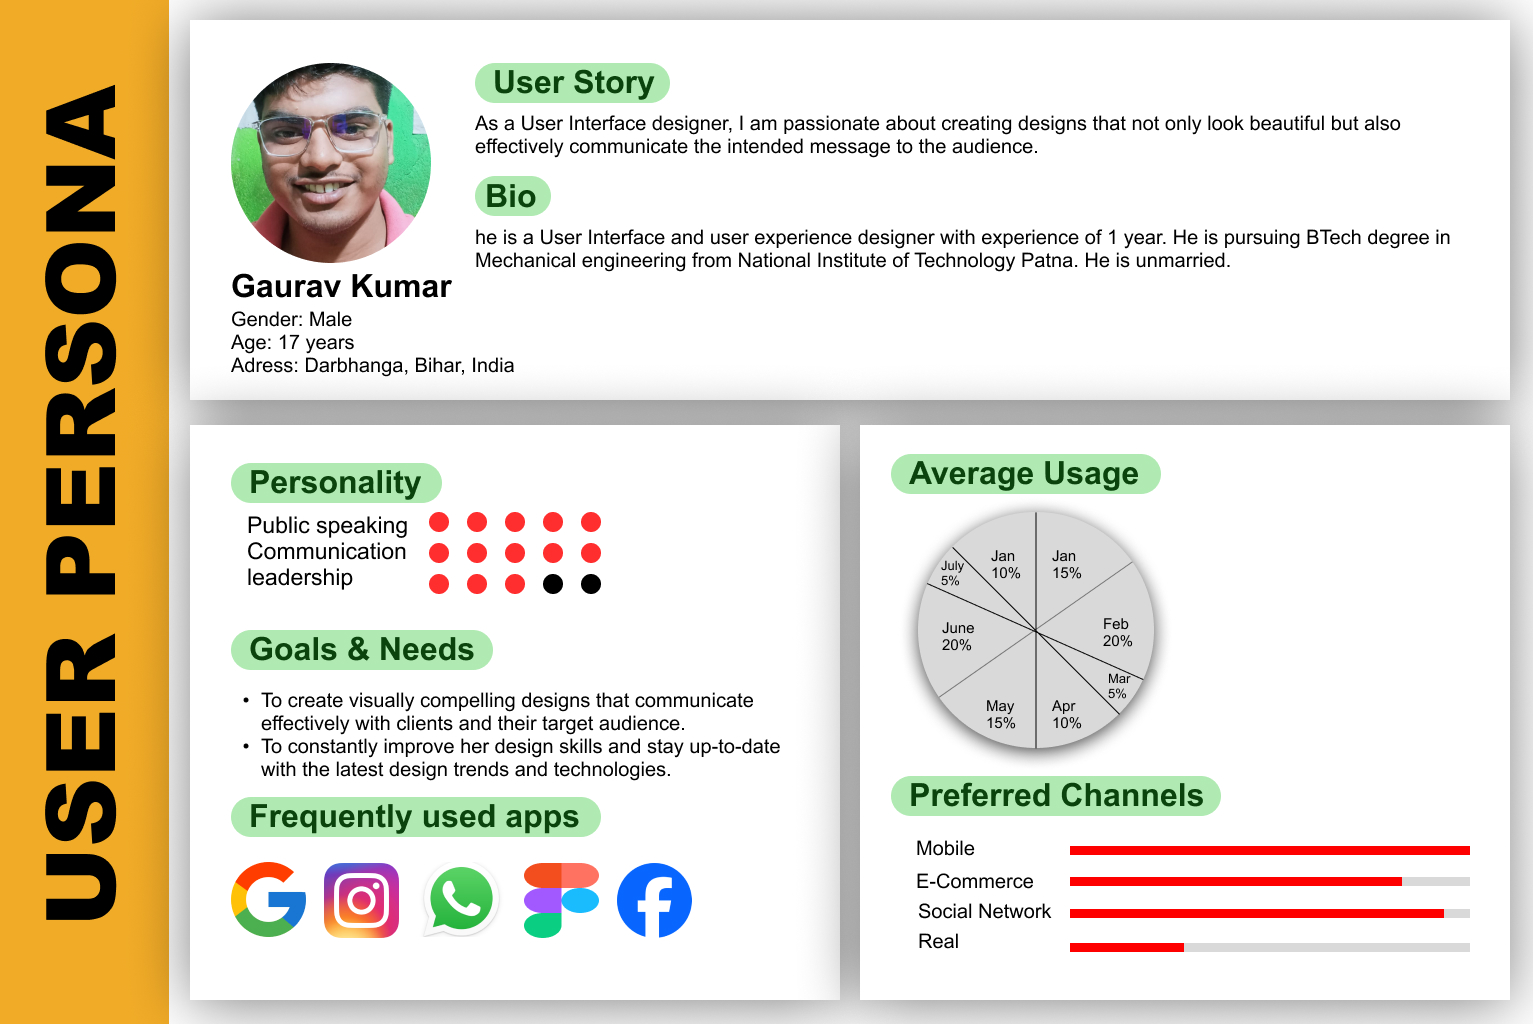 USER PERSONA
User Story
As a User Interface designer, I am passionate about creating designs that not only look beautiful but also
effectively communicate the intended message to the audience.
Bio
he is a User Interface and user experience designer with experience of 1 year. He is pursuing BTech degree in
Mechanical engineering from National Institute of Technology Patna. He is unmarried.
Gaurav Kumar
Gender: Male
Age: 17 years
Adress: Darbhanga, Bihar, India
Personality
Public speaking
Communication
leadership
Goals & Needs
• To create visually compelling designs that communicate
effectively with clients and their target audience.
• To constantly improve her design skills and stay up-to-date
with the latest design trends and technologies.
Frequently used apps
Average Usage
Jan
10%
Jan
15%
July
5%
Feb
20%
June
20%
Mar
5%
May
15%
Apr
10%
Preferred Channels
Mobile
E-Commerce
Social Network
Real